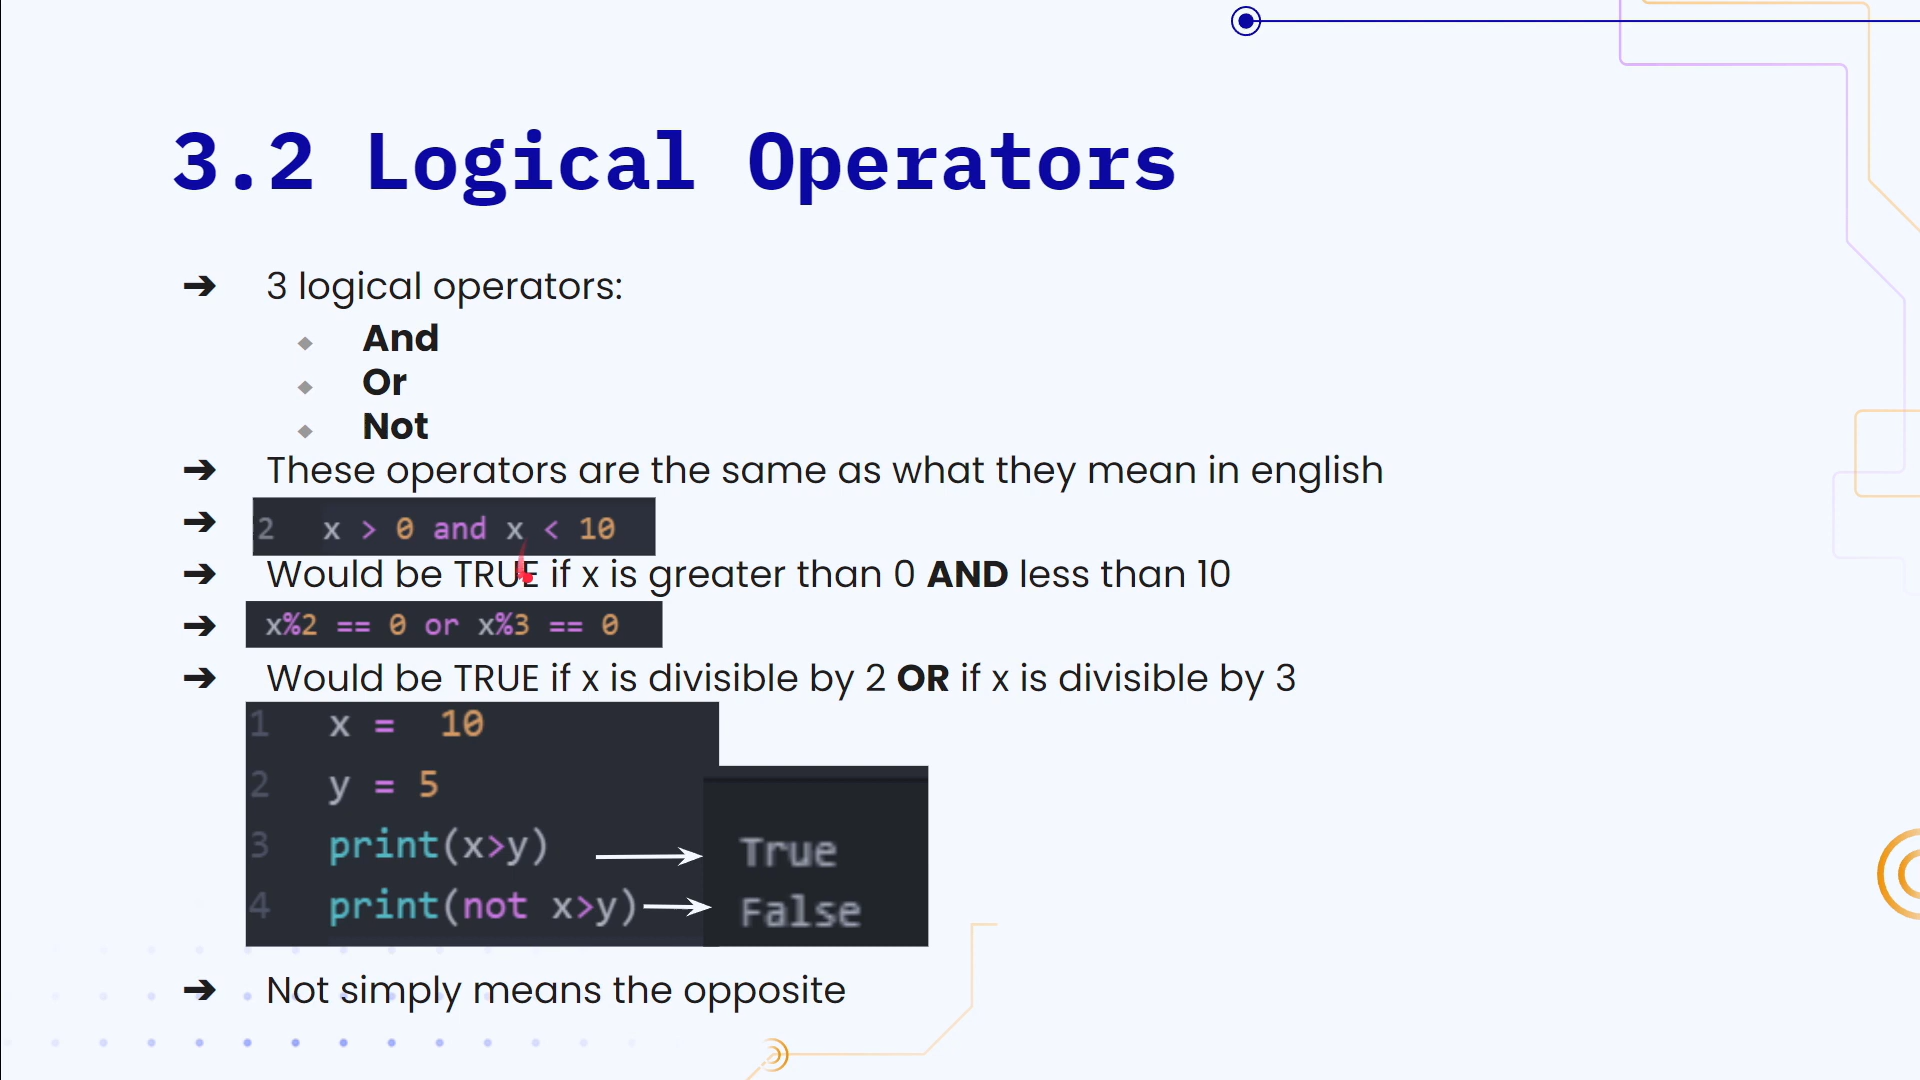 3.2 Logical Operators
3 logical operators:
And
Or
Not
These operators are the same as what they mean in english
2 x > 0 and x < 10
Would be TRUE if x is greater than 0 AND less than 10
x%2 == 0 or x%3 == 0
Would be TRUE if x is divisible by 2 OR if x is divisible by 3
1 x = 10
2 y = 5
3 print(x>y) True
4 print(not x>y) False
Not simply means the opposite